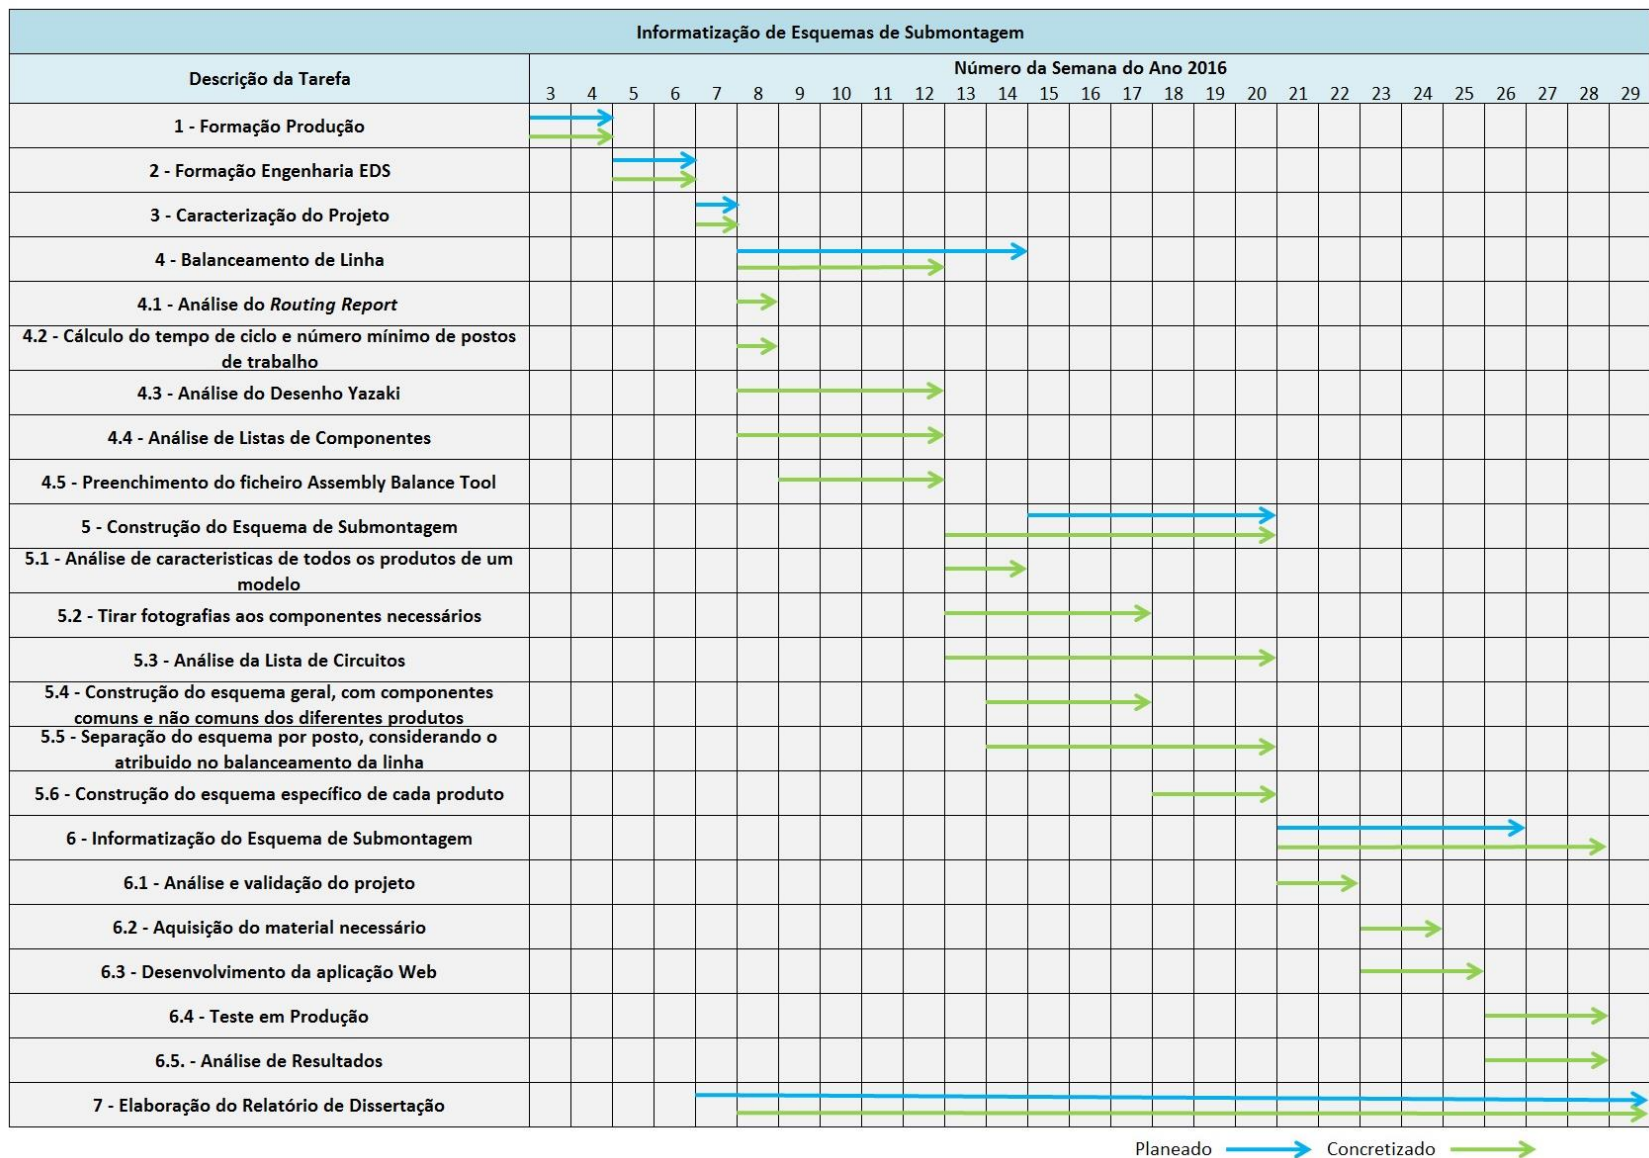 Informatização de Esquemas de Submontagem
Descrição da Tarefa
Número da Semana do Ano 2016
3 4 5 6 7 8 9 10 11 12 13 14 15 16 17 18 19 20 21 22 23 24 25 26 27 28 29
1 - Formação Produção
2 - Formação Engenharia EDS
3 - Caracterização do Projeto
4 - Balanceamento de Linha
4.1 - Análise do Routing Report
4.2 - Cálculo do tempo de ciclo e número mínimo de postos
de trabalho
4.3 - Análise do Desenho Yazaki
4.4 - Análise de Listas de Componentes
4.5 - Preenchimento do ficheiro Assembly Balance Tool
5 - Construção do Esquema de Submontagem
5.1 - Análise de caracteristicas de todos os produtos de um
modelo
5.2 - Tirar fotografias aos componentes necessários
5.3 - Análise da Lista de Circuitos
5.4 - Construção do esquema geral, com componentes
comuns e não comuns dos diferentes produtos
5.5 - Separação do esquema por posto, considerando o
atribuido no balanceamento da linha
5.6 - Construção do esquema específico de cada produto
6 - Informatização do Esquema de Submontagem
6.1 - Análise e validação do projeto
6.2 - Aquisição do material necessário
6.3 - Desenvolvimento da aplicação Web
6.4 - Teste em Produção
6.5. - Análise de Resultados
7 - Elaboração do Relatório de Dissertação
Planeado
Concretizado